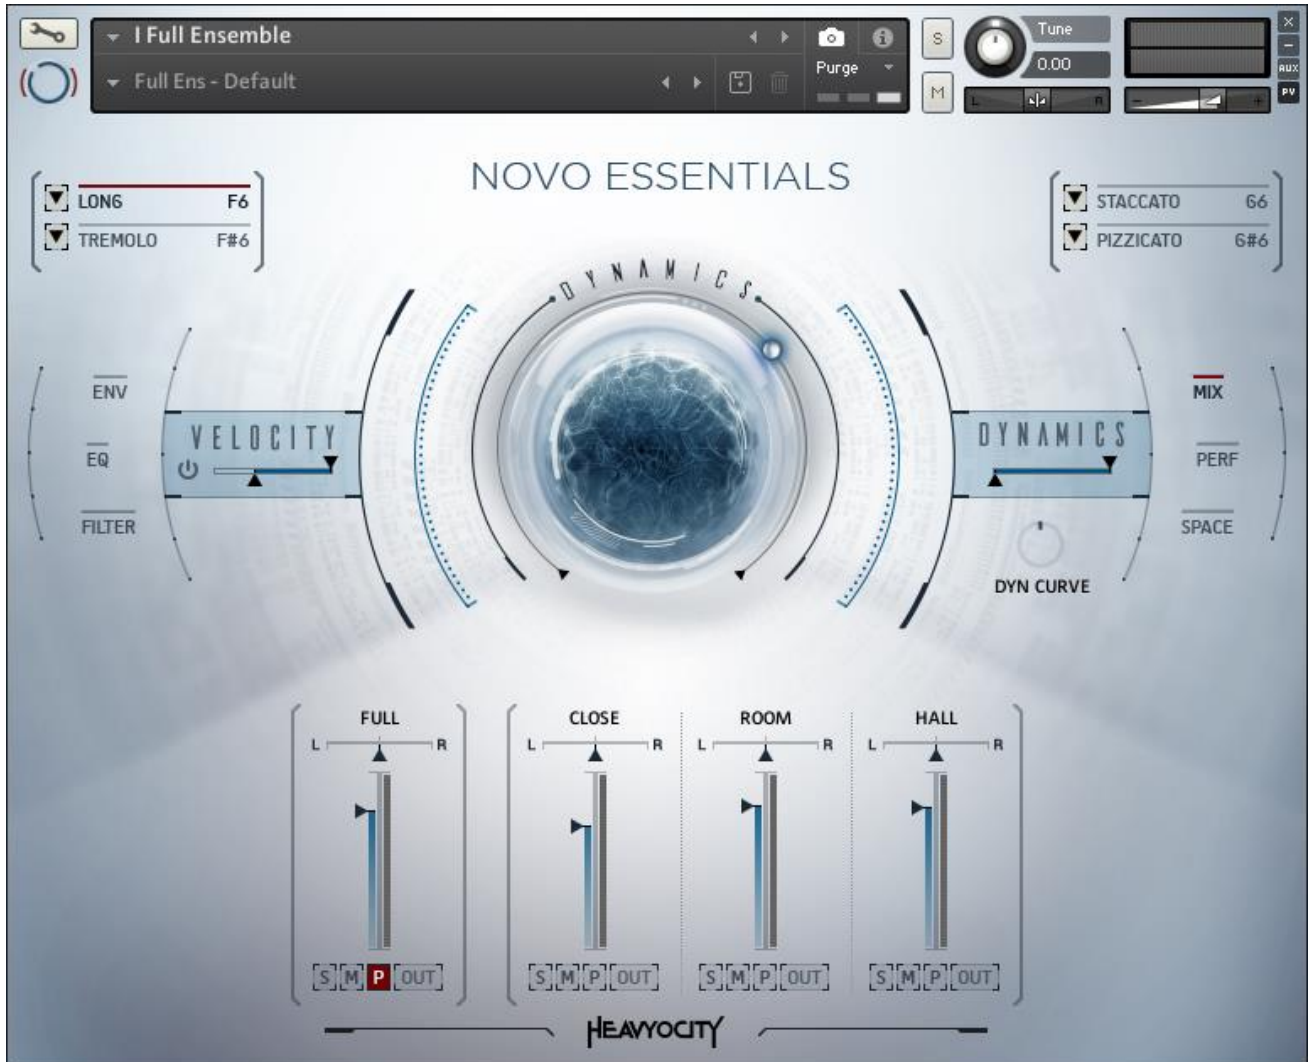 I Full Ensemble
Full Ens - Default
Purge
S
M
Tune
0.00
L R
- +
×
-
AUX
PV
NOVO ESSENTIALS
LONG F6
TREMOLO F#6
STACCATO G6
PIZZICATO G#6
DYNAMICS
ENV
EQ
FILTER
VELOCITY
DYNAMICS
DYN CURVE
MIX
PERF
SPACE
FULL
L R
S M P OUT
CLOSE
L R
S M P OUT
ROOM
L R
S M P OUT
HALL
L R
S M P OUT
HEAVYOCITY